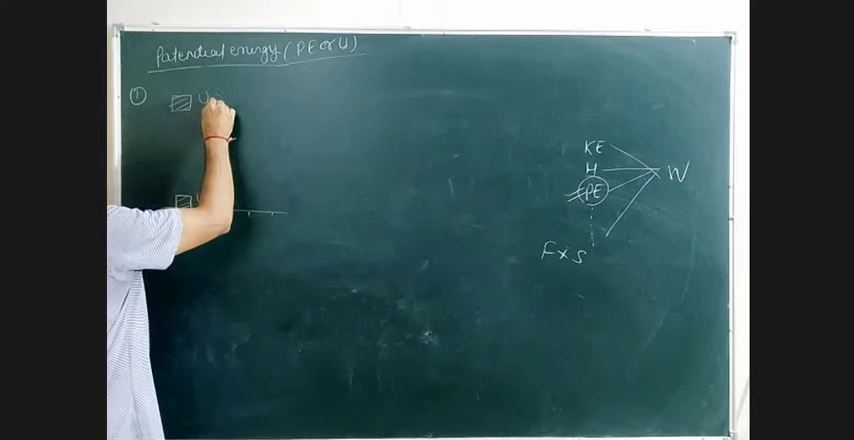 Potential energy (PE or U)
①
U
KE
H
W
PE
F x S